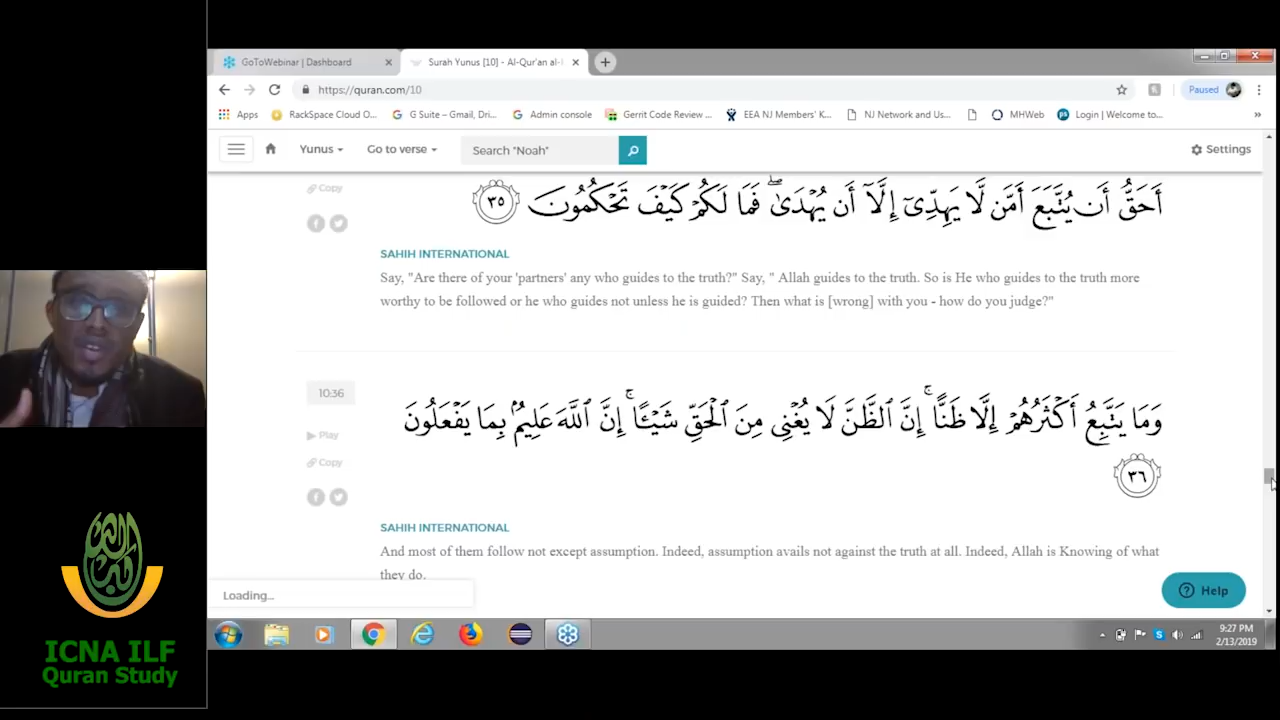 GoToWebinar | Dashboard
Surah Yunus [10] - Al-Qur'an al-
https://quran.com/10
Paused
Apps
RackSpace Cloud O...
G Suite – Gmail, Dri...
Admin console
Gerrit Code Review ...
EEA NJ Members' K...
NJ Network and Us...
MHWeb
Login | Welcome to...
»
Yunus
Go to verse
Search "Noah"
Settings
Copy
أَحَقُّ أَن يُتَّبَعَ أَمَّن لَّا يَهِدِّىٓ إِلَّآ أَن يُهْدَىٰ ۖ فَمَا لَكُمْ كَيْفَ تَحْكُمُونَ ٣٥
SAHIH INTERNATIONAL
Say, "Are there of your 'partners' any who guides to the truth?" Say, " Allah guides to the truth. So is He who guides to the truth more
worthy to be followed or he who guides not unless he is guided? Then what is [wrong] with you - how do you judge?"
10:36
وَمَا يَتَّبِعُ أَكْثَرُهُمْ إِلَّا ظَنًّا ۚ إِنَّ ٱلظَّنَّ لَا يُغْنِى مِنَ ٱلْحَقِّ شَيْـًٔا ۚ إِنَّ ٱللَّهَ عَلِيمٌۢ بِمَا يَفْعَلُونَ
٣٦
Play
Copy
SAHIH INTERNATIONAL
And most of them follow not except assumption. Indeed, assumption avails not against the truth at all. Indeed, Allah is Knowing of what
they do.
Loading...
Help
9:27 PM
2/13/2019
ICNA ILF
Quran Study